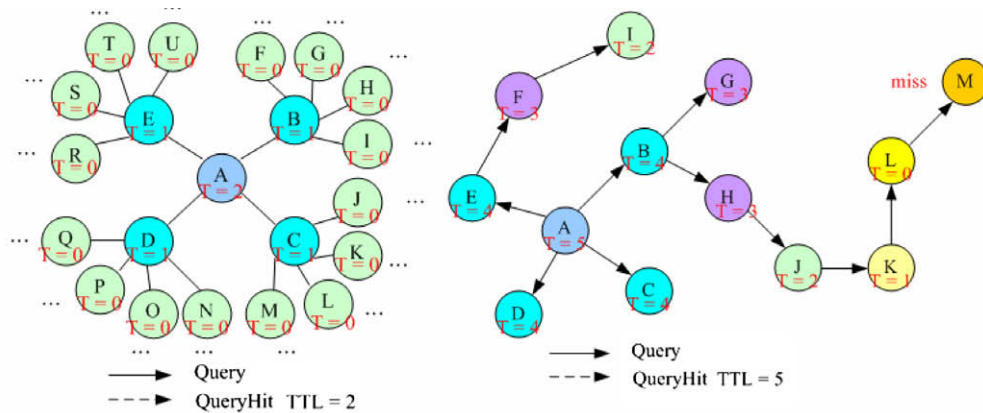 ... ... ... ...
T U F G
T = 0 T = 0 T = 0 T = 0
... S E B H ...
T = 0 T = 1 T = 1 T = 0
... R I ...
T = 0 T = 0
A
T = 2
J ...
T = 0
... Q D C K ...
T = 0 T = 1 T = 1 T = 0
... P O N M L ...
T = 0 T = 0 T = 0 T = 0 T = 0
... ... ...
Query
QueryHit TTL = 2
I
T = 2
F G miss M
T = 3 T = 3
B L
T = 4 T = 0
E H
T = 4 T = 3
A
T = 5
J K
T = 2 T = 1
D C
T = 4 T = 4
Query
QueryHit TTL = 5